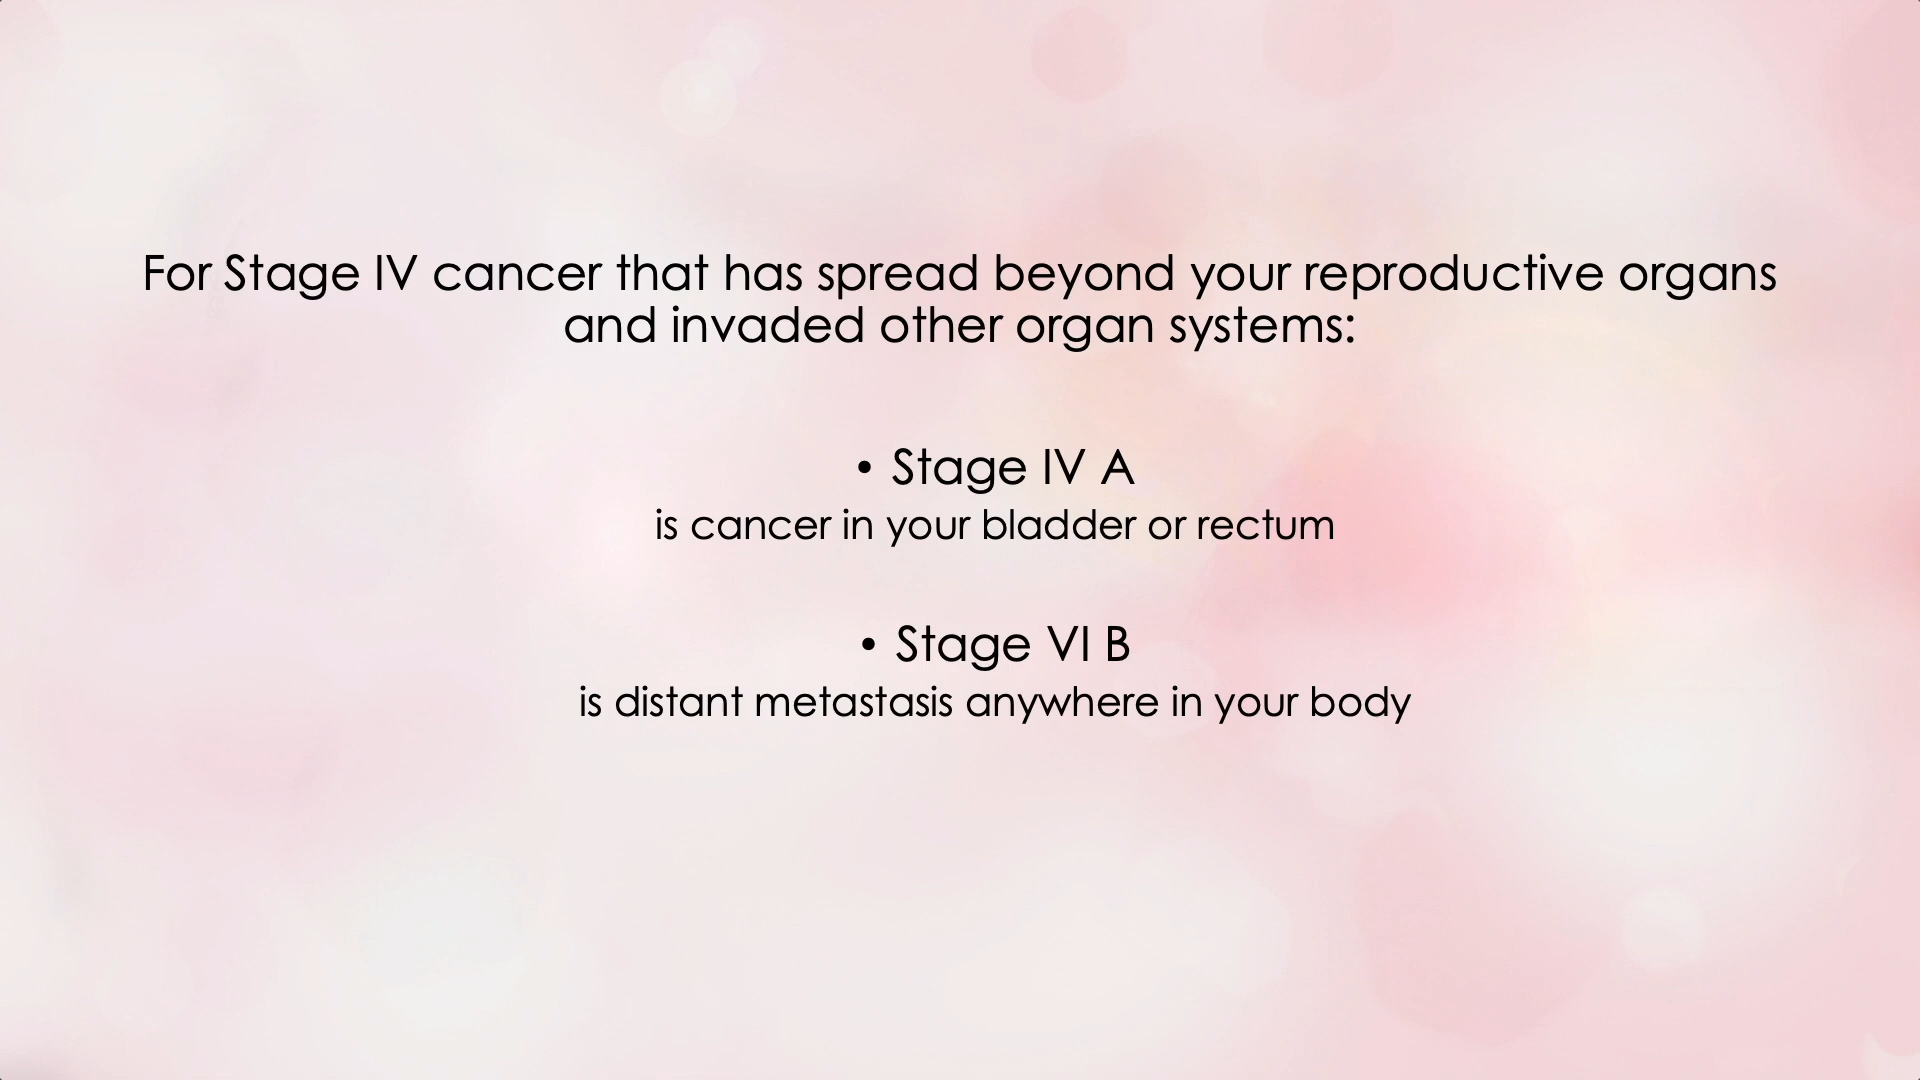 For Stage IV cancer that has spread beyond your reproductive organs
and invaded other organ systems:
• Stage IV A
is cancer in your bladder or rectum
• Stage VI B
is distant metastasis anywhere in your body